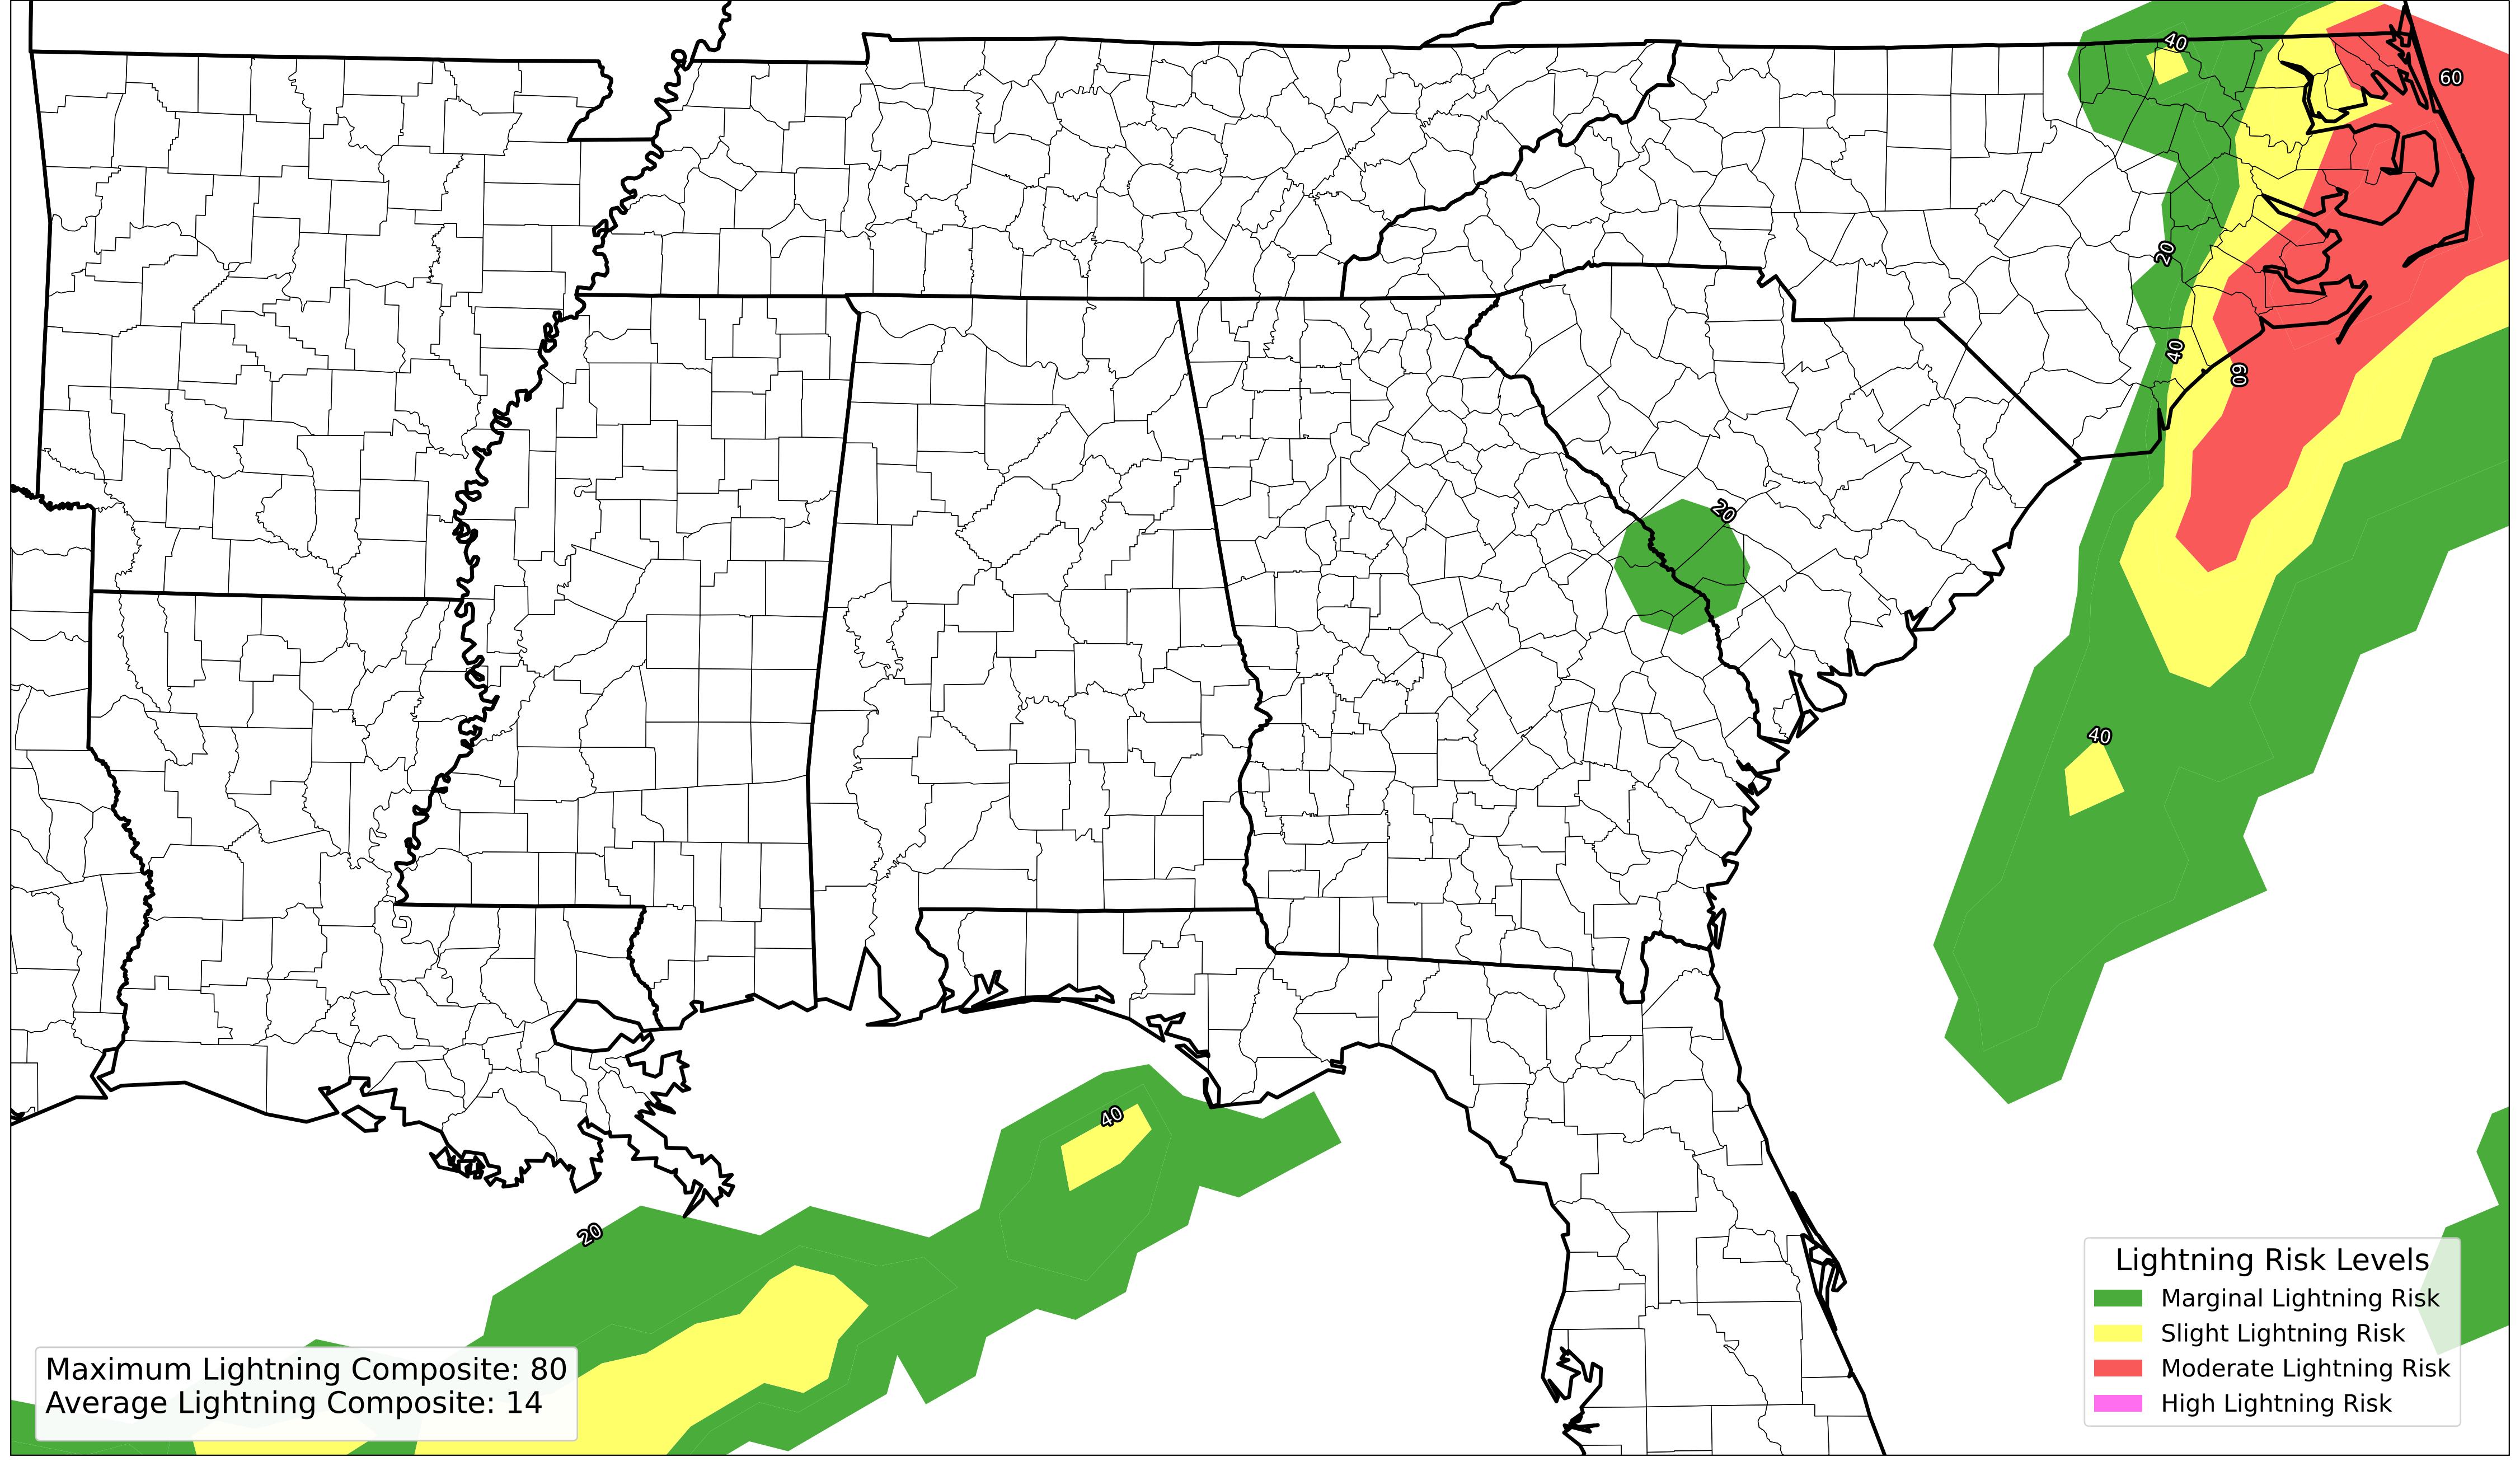 40
60
20
40
60
20
40
40
20
Lightning Risk Levels
Marginal Lightning Risk
Slight Lightning Risk
Moderate Lightning Risk
High Lightning Risk
Maximum Lightning Composite: 80
Average Lightning Composite: 14